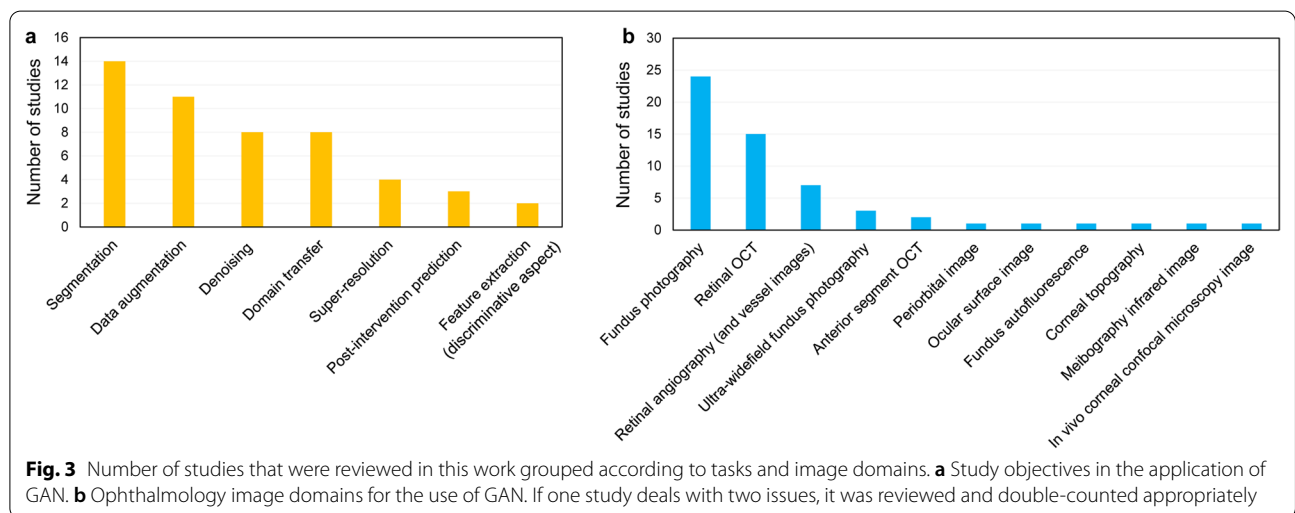 a
16
14
12
10
8
6
4
2
0
Number of studies
Segmentation
Data augmentation
Denoising
Domain transfer
Super-resolution
Post-intervention prediction
Feature extraction
(discriminative aspect)
b
30
25
20
15
10
5
0
Number of studies
Fundus photography
Retinal OCT
Retinal angiography (and vessel images)
Ultra-widefield fundus photography
Anterior segment OCT
Periorbital image
Ocular surface image
Fundus autofluorescence
Corneal topography
Meibography infrared image
In vivo corneal confocal microscopy image
Fig. 3 Number of studies that were reviewed in this work grouped according to tasks and image domains. a Study objectives in the application of
GAN. b Ophthalmology image domains for the use of GAN. If one study deals with two issues, it was reviewed and double-counted appropriately